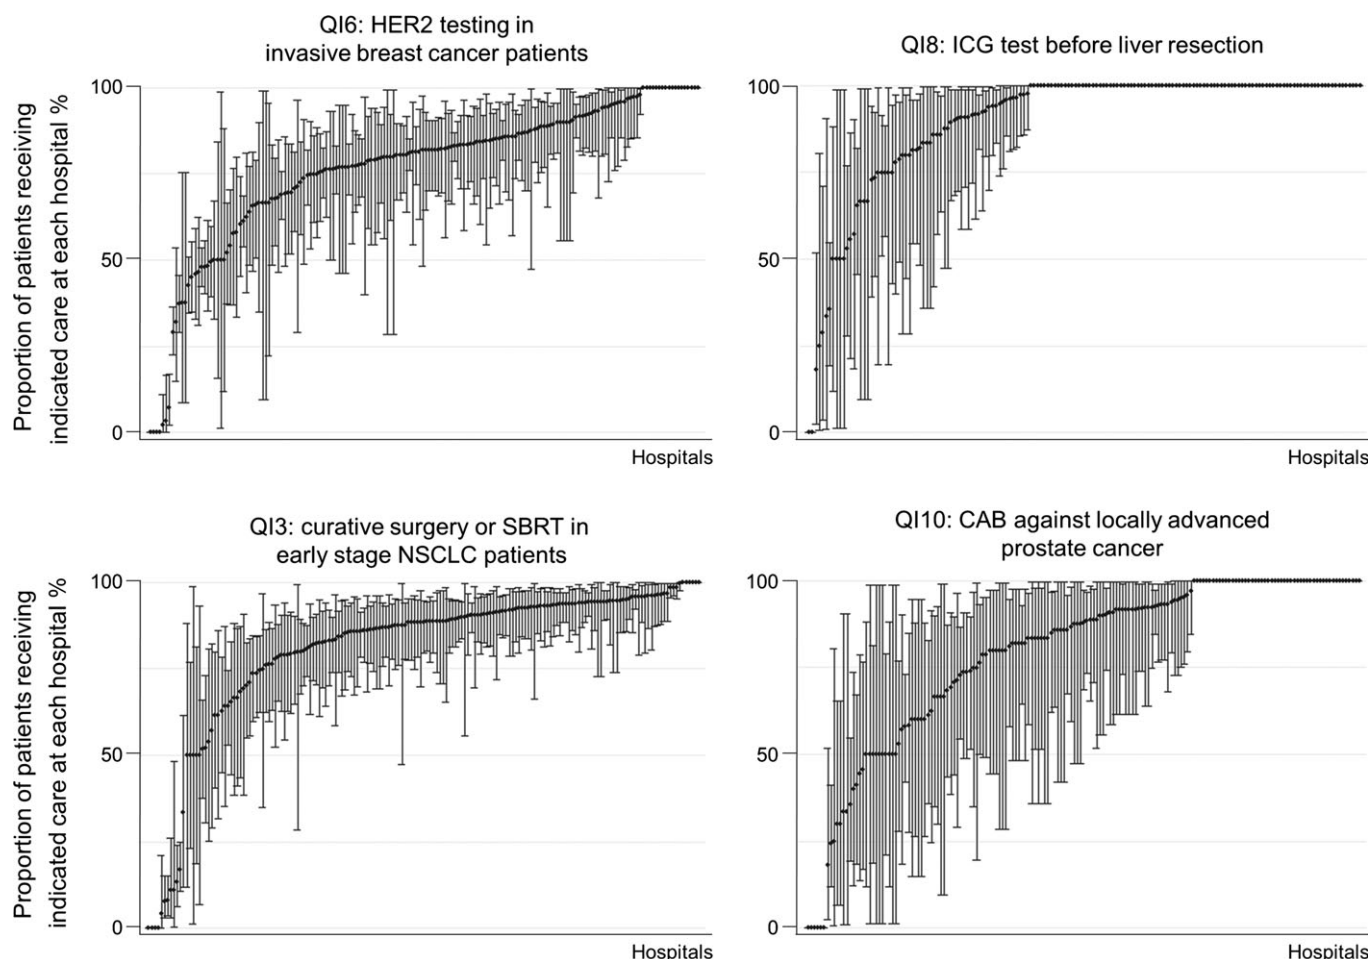 QI6: HER2 testing in
invasive breast cancer patients
Proportion of patients receiving
indicated care at each hospital %
100
50
0
Hospitals
QI8: ICG test before liver resection
100
50
0
Hospitals
QI3: curative surgery or SBRT in
early stage NSCLC patients
Proportion of patients receiving
indicated care at each hospital %
100
50
0
Hospitals
QI10: CAB against locally advanced
prostate cancer
100
50
0
Hospitals